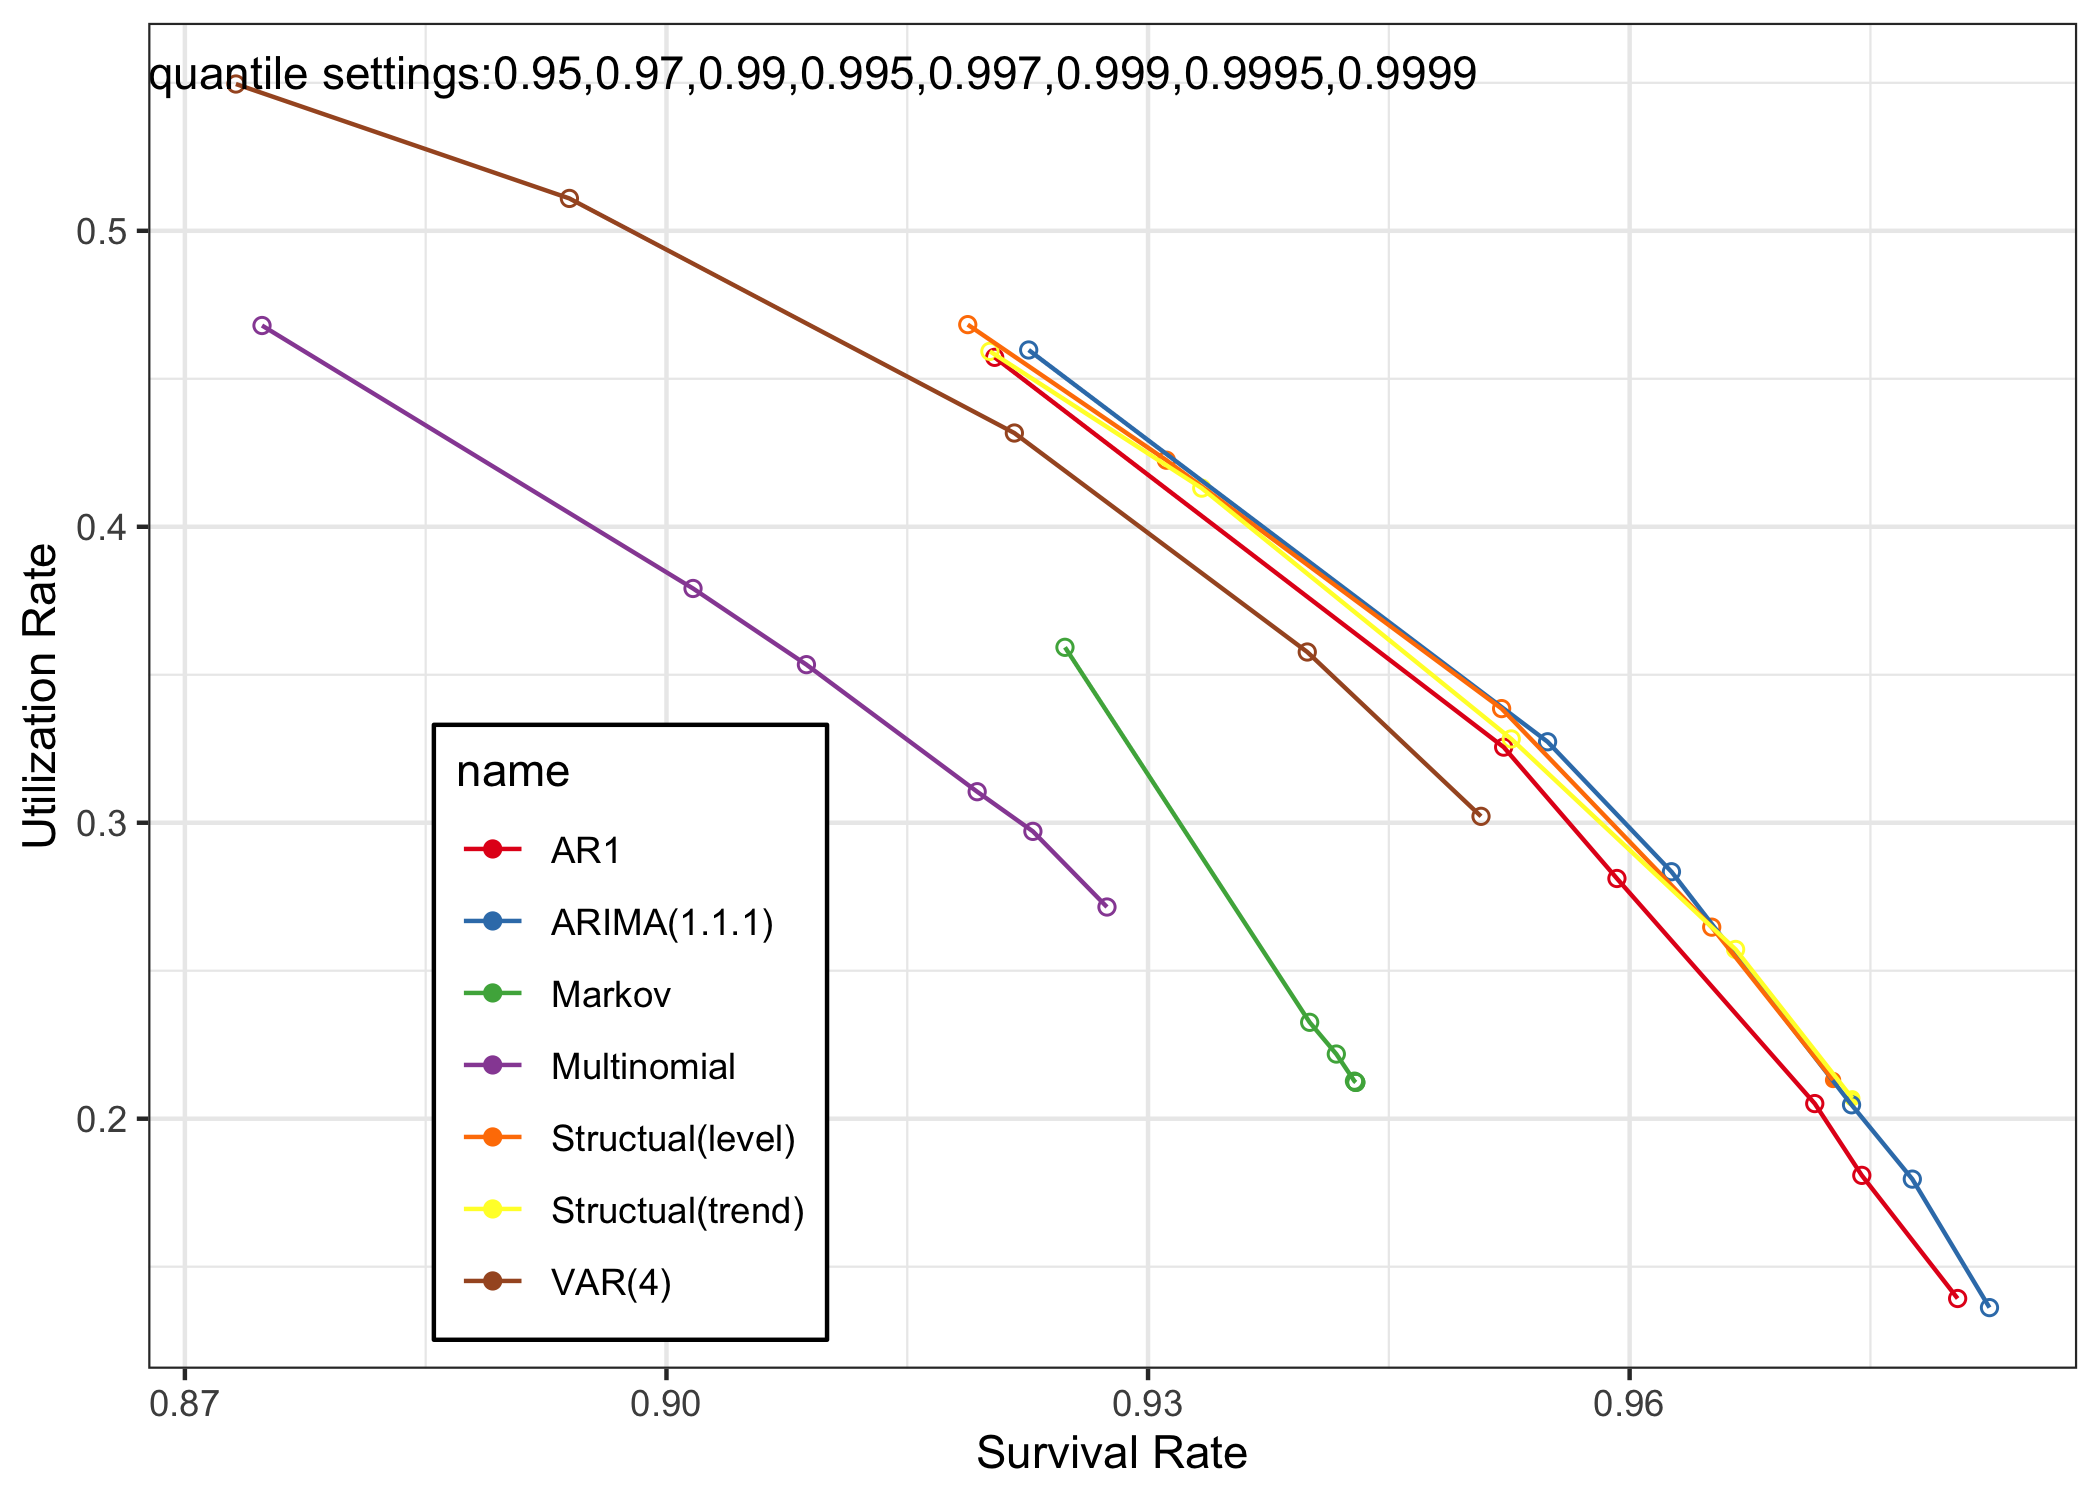 quantile settings:0.95,0.97,0.99,0.995,0.997,0.999,0.9995,0.9999
0.5
0.4
0.3
0.2
Utilization Rate
name
AR1
ARIMA(1.1.1)
Markov
Multinomial
Structual(level)
Structual(trend)
VAR(4)
0.87 0.90 0.93 0.96
Survival Rate